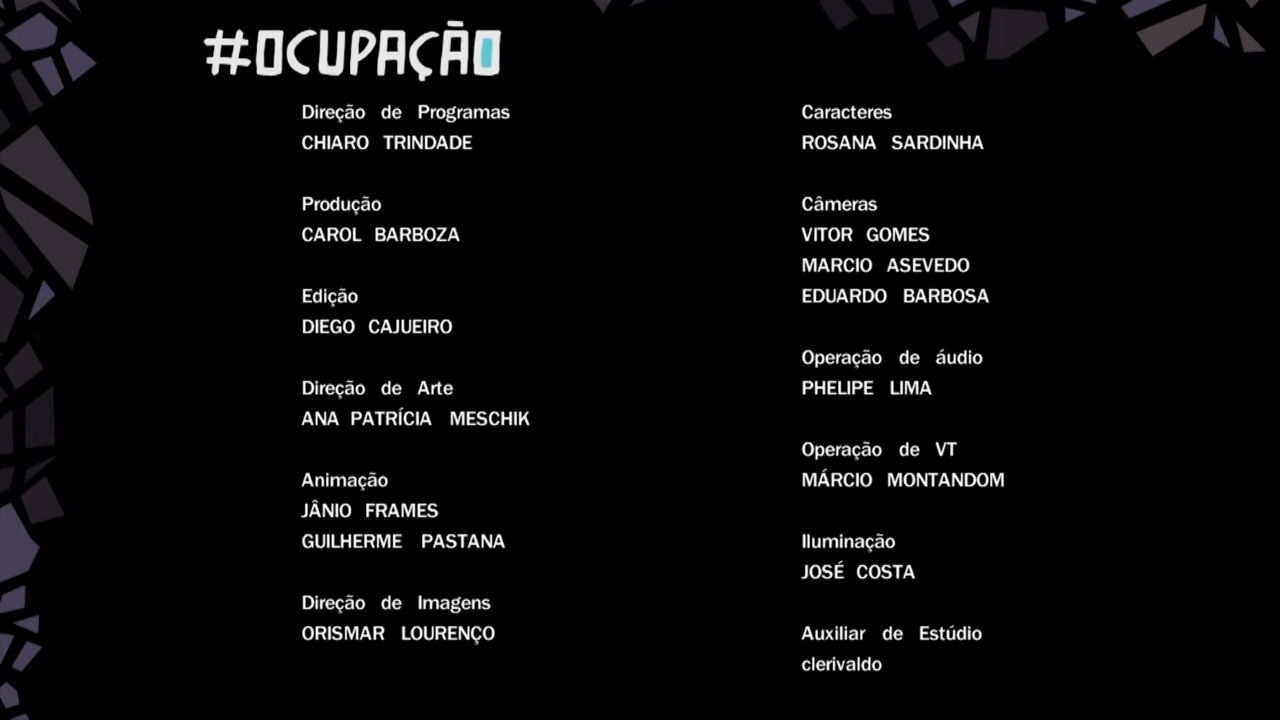 #OCUPAÇÃO
Direção de Programas
CHIARO TRINDADE
Produção
CAROL BARBOZA
Edição
DIEGO CAJUEIRO
Direção de Arte
ANA PATRÍCIA MESCHIK
Animação
JÂNIO FRAMES
GUILHERME PASTANA
Direção de Imagens
ORISMAR LOURENÇO
Caracteres
ROSANA SARDINHA
Câmeras
VITOR GOMES
MARCIO ASEVEDO
EDUARDO BARBOSA
Operação de áudio
PHELIPE LIMA
Operação de VT
MÁRCIO MONTANDOM
Iluminação
JOSÉ COSTA
Auxiliar de Estúdio
clerivaldo